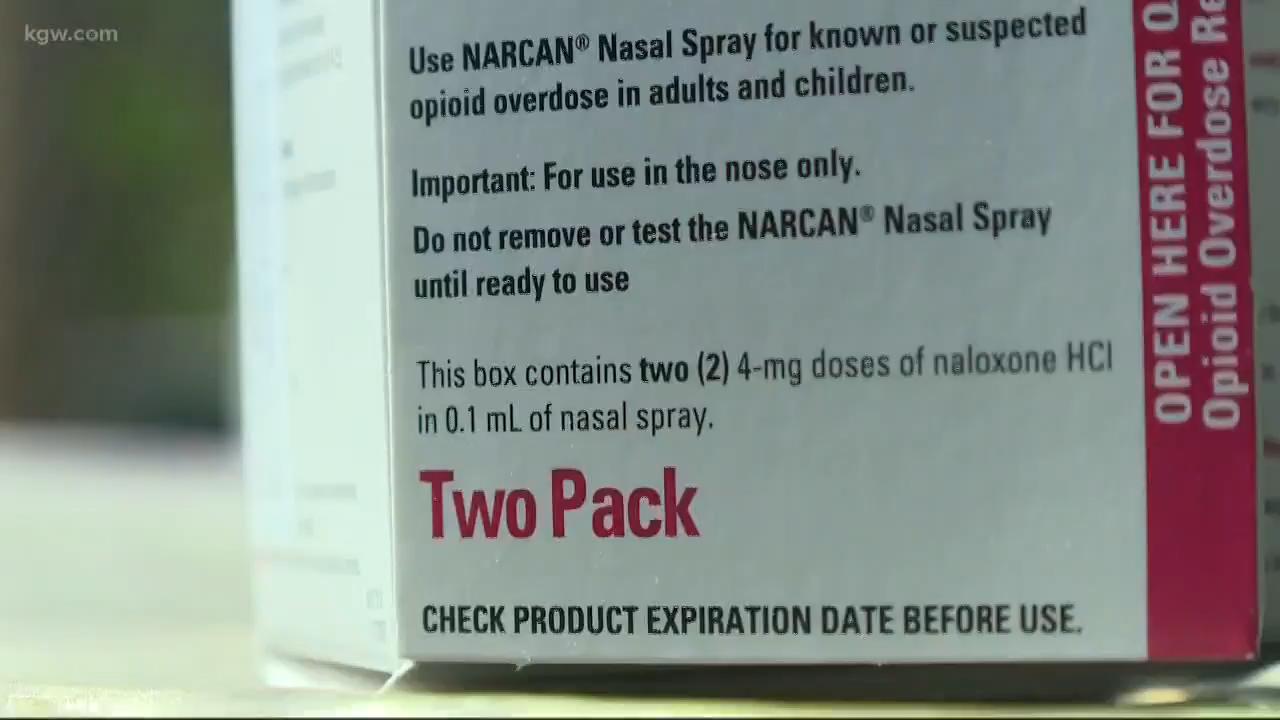 kgw.com
Use NARCAN® Nasal Spray for known or suspected
opioid overdose in adults and children.
Important: For use in the nose only.
Do not remove or test the NARCAN® Nasal Spray
until ready to use
This box contains two (2) 4-mg doses of naloxone HCl
in 0.1 mL of nasal spray.
Two Pack
CHECK PRODUCT EXPIRATION DATE BEFORE USE.
OPEN HERE FOR
Opioid Overdose